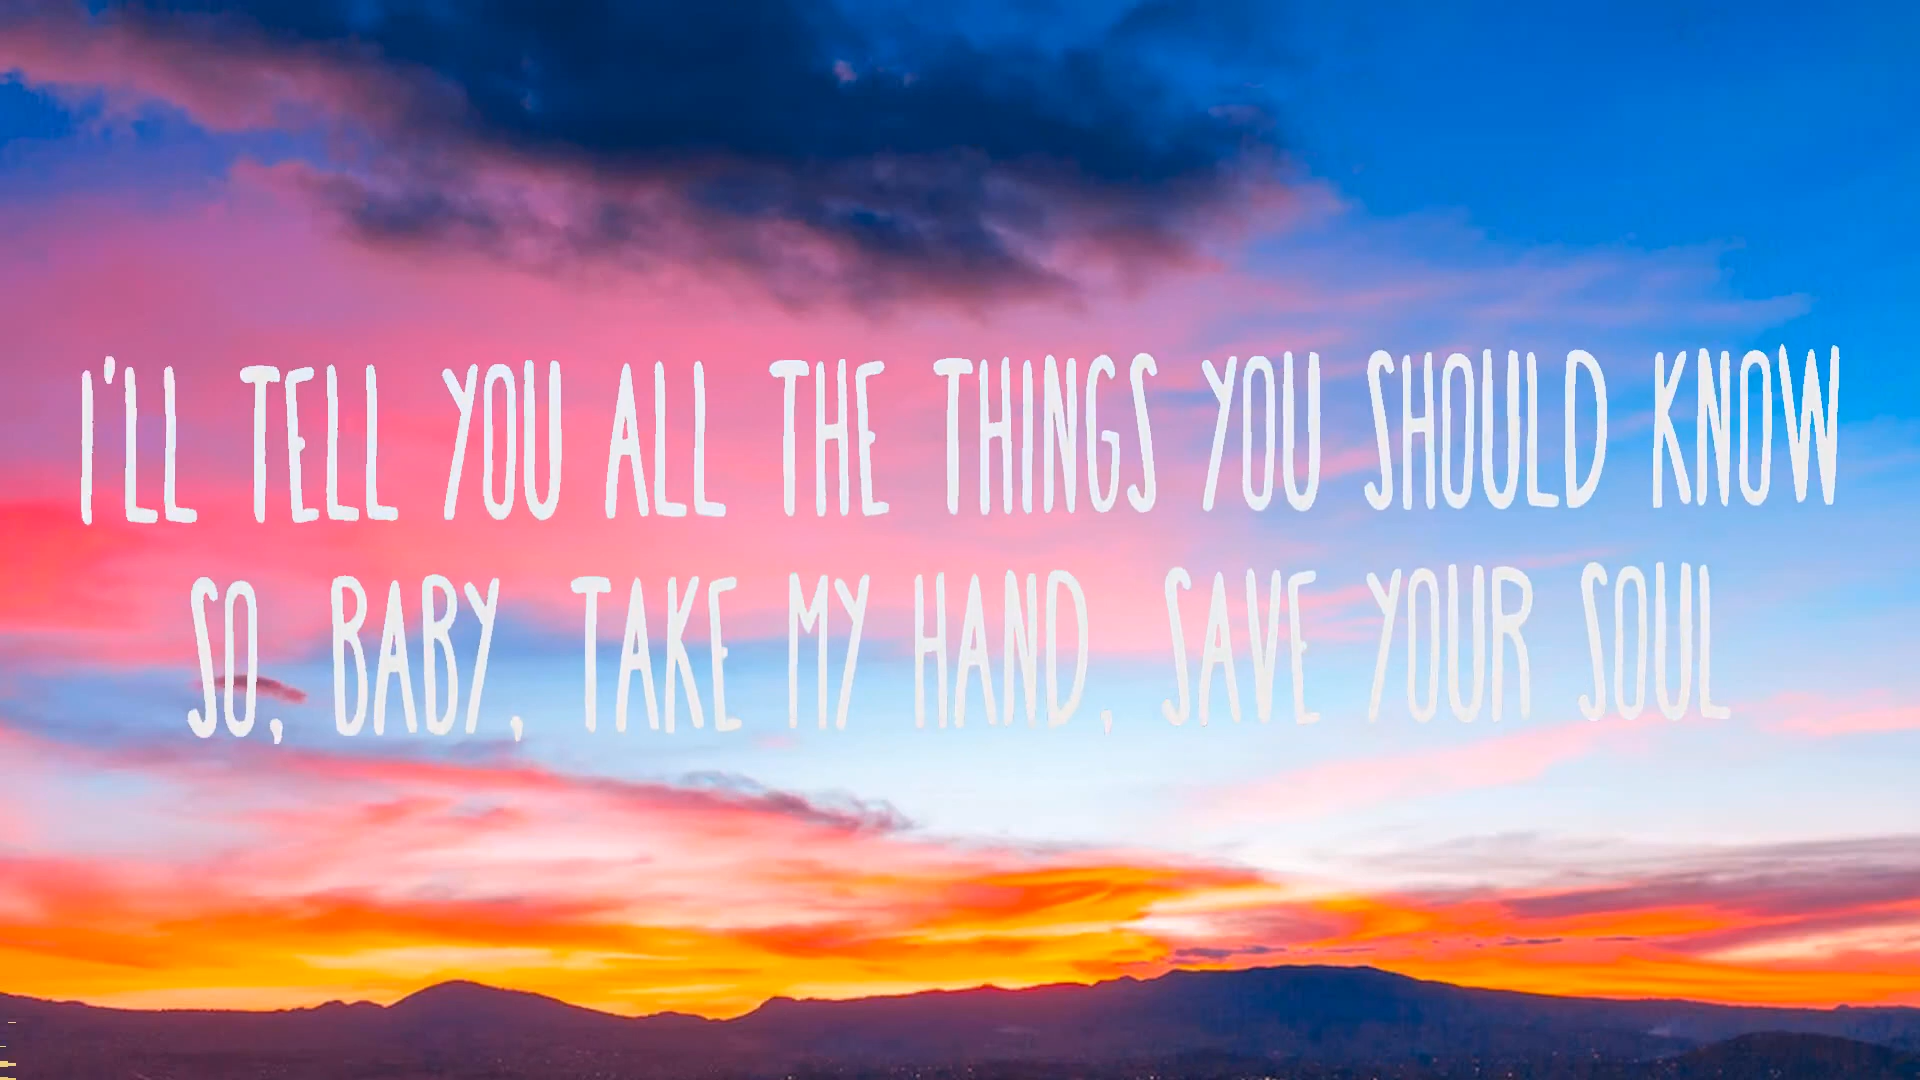 I'LL TELL YOU ALL THE THINGS YOU SHOULD KNOW
SO, BABY, TAKE MY HAND, SAVE YOUR SOUL